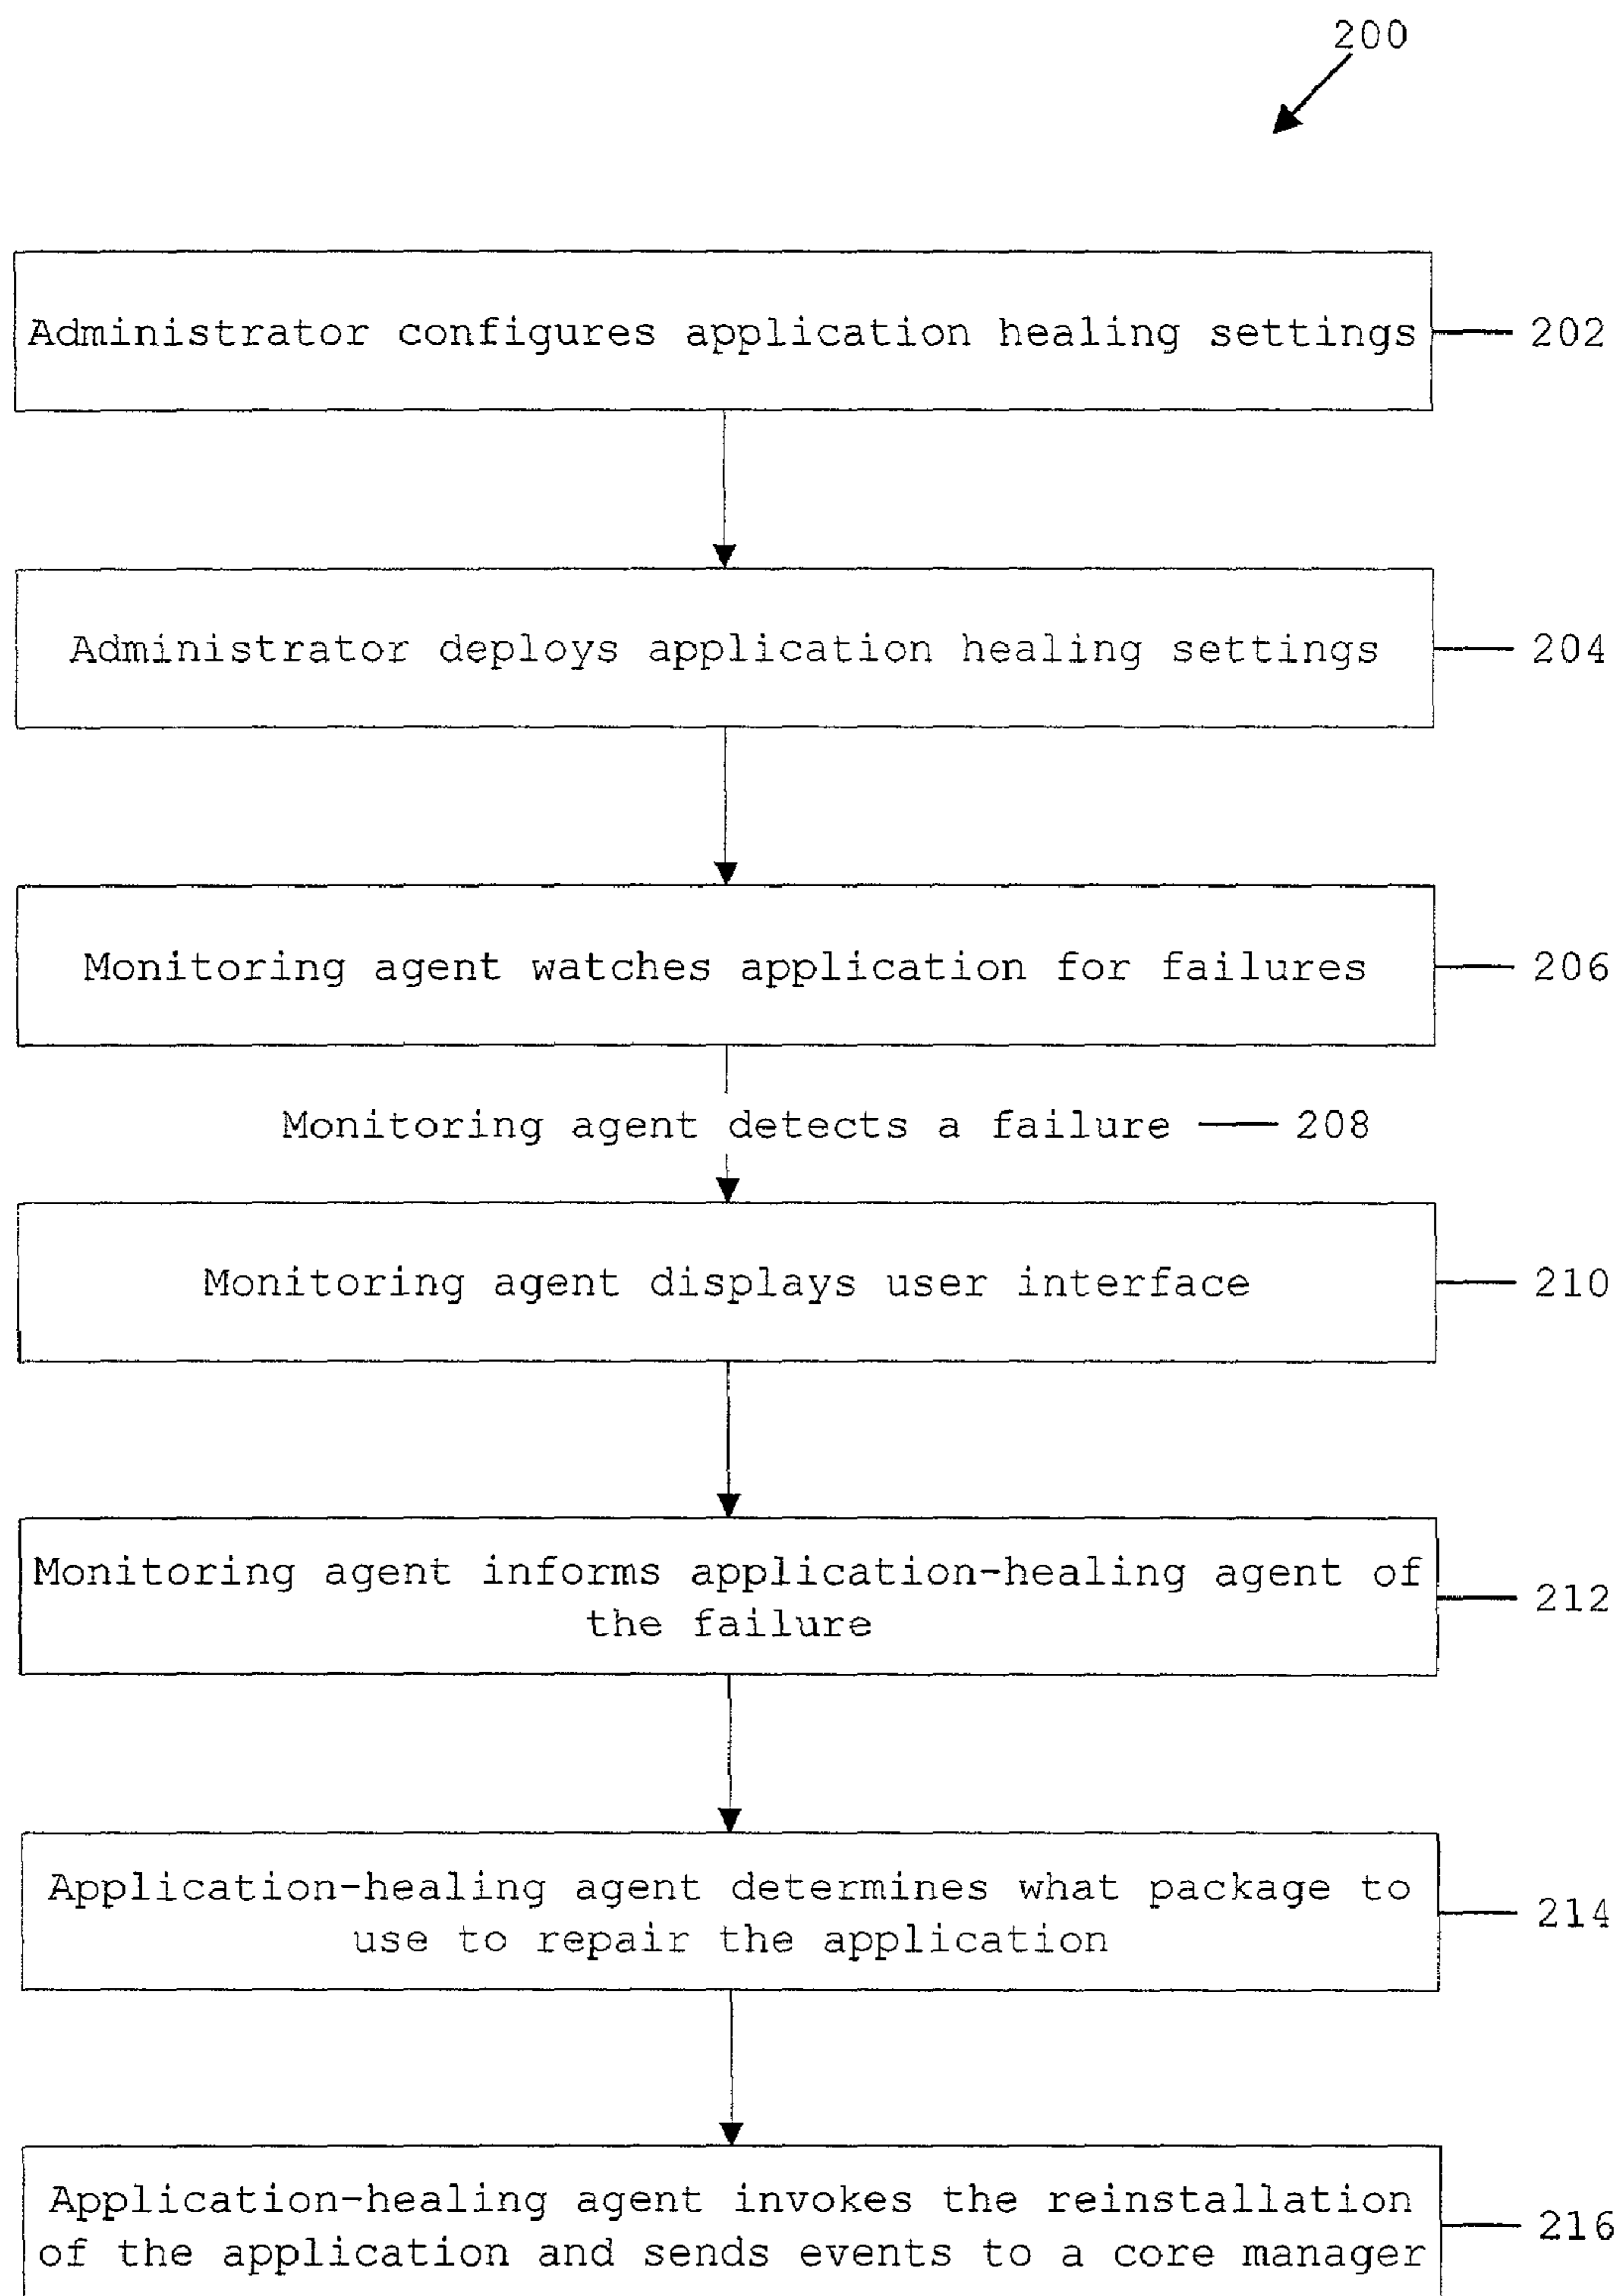 200
Administrator configures application healing settings
202
Administrator deploys application healing settings
204
Monitoring agent watches application for failures
206
Monitoring agent detects a failure
208
Monitoring agent displays user interface
210
Monitoring agent informs application-healing agent of
the failure
212
Application-healing agent determines what package to
use to repair the application
214
Application-healing agent invokes the reinstallation
of the application and sends events to a core manager
216